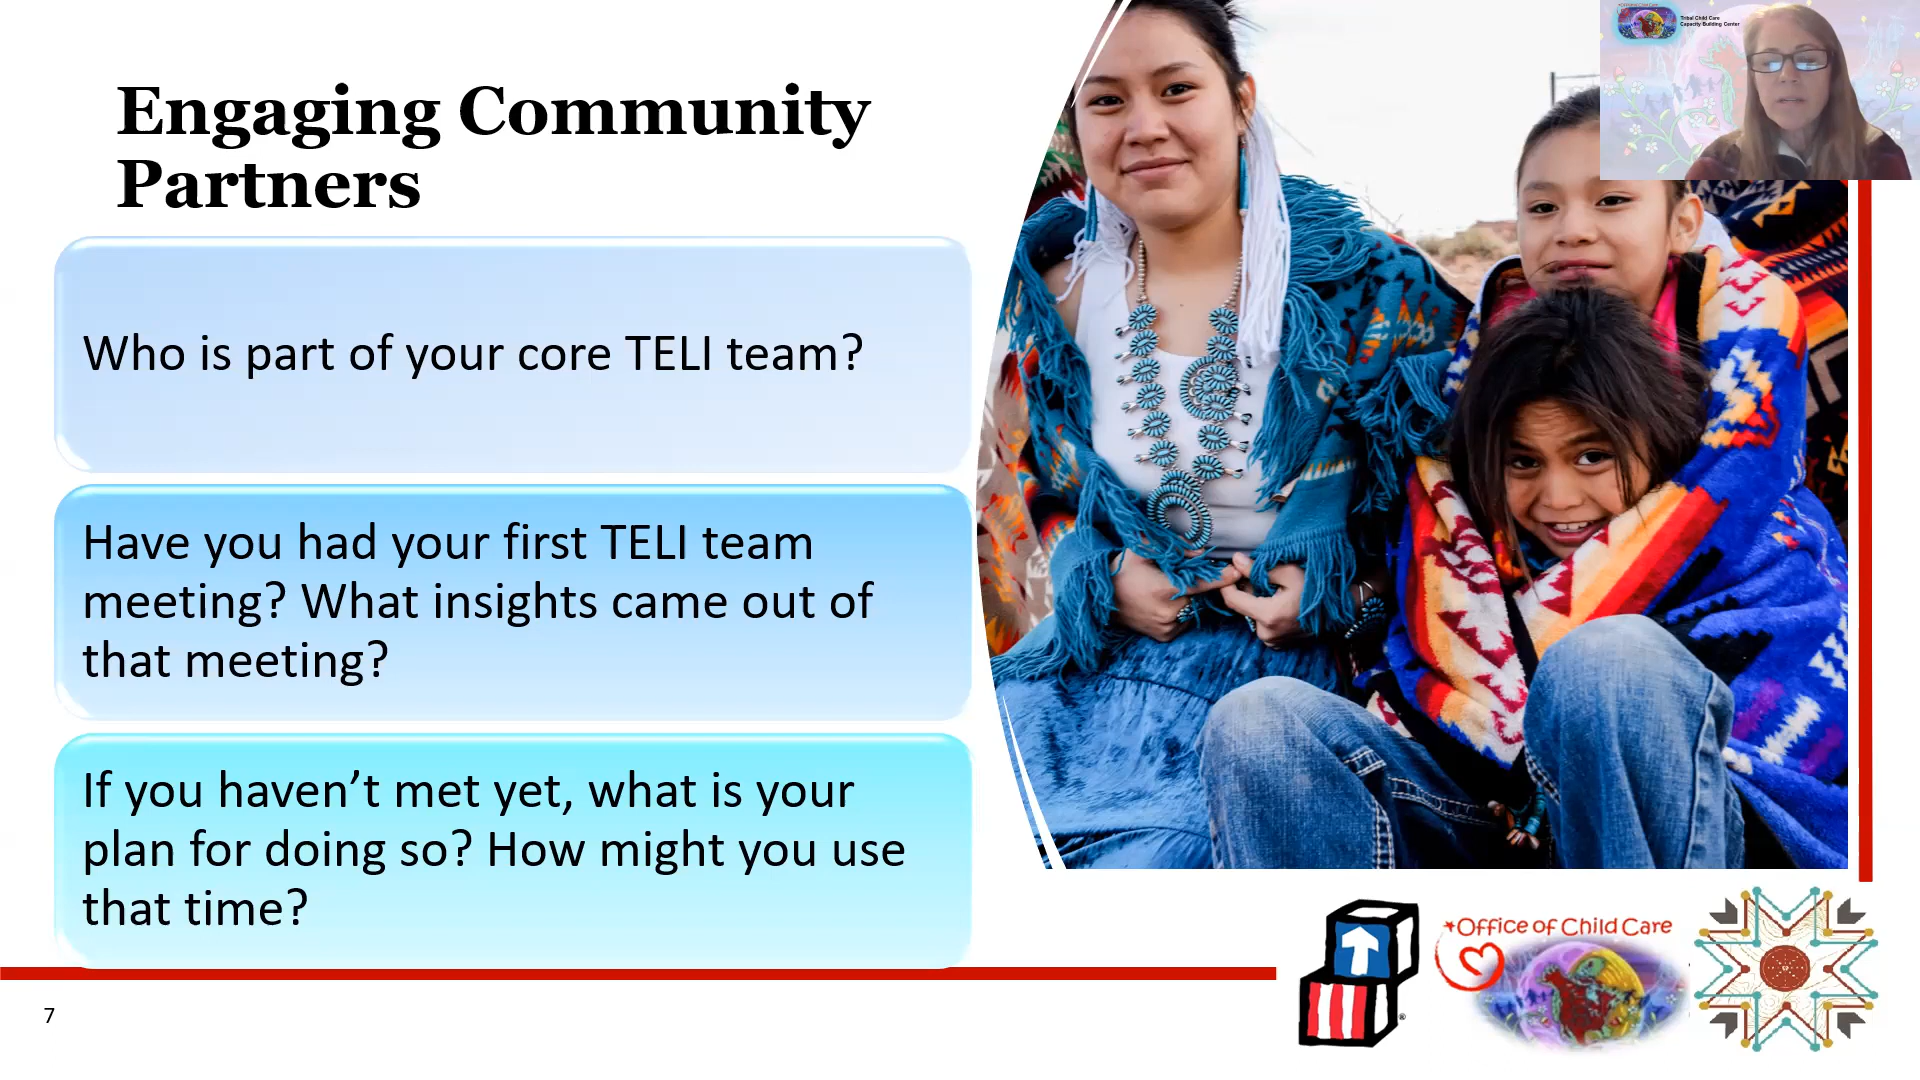 Engaging Community
Partners
Who is part of your core TELI team?
Have you had your first TELI team
meeting? What insights came out of
that meeting?
If you haven’t met yet, what is your
plan for doing so? How might you use
that time?
7
Tribal Child Care
Capacity Building Center
Office of Child Care
®